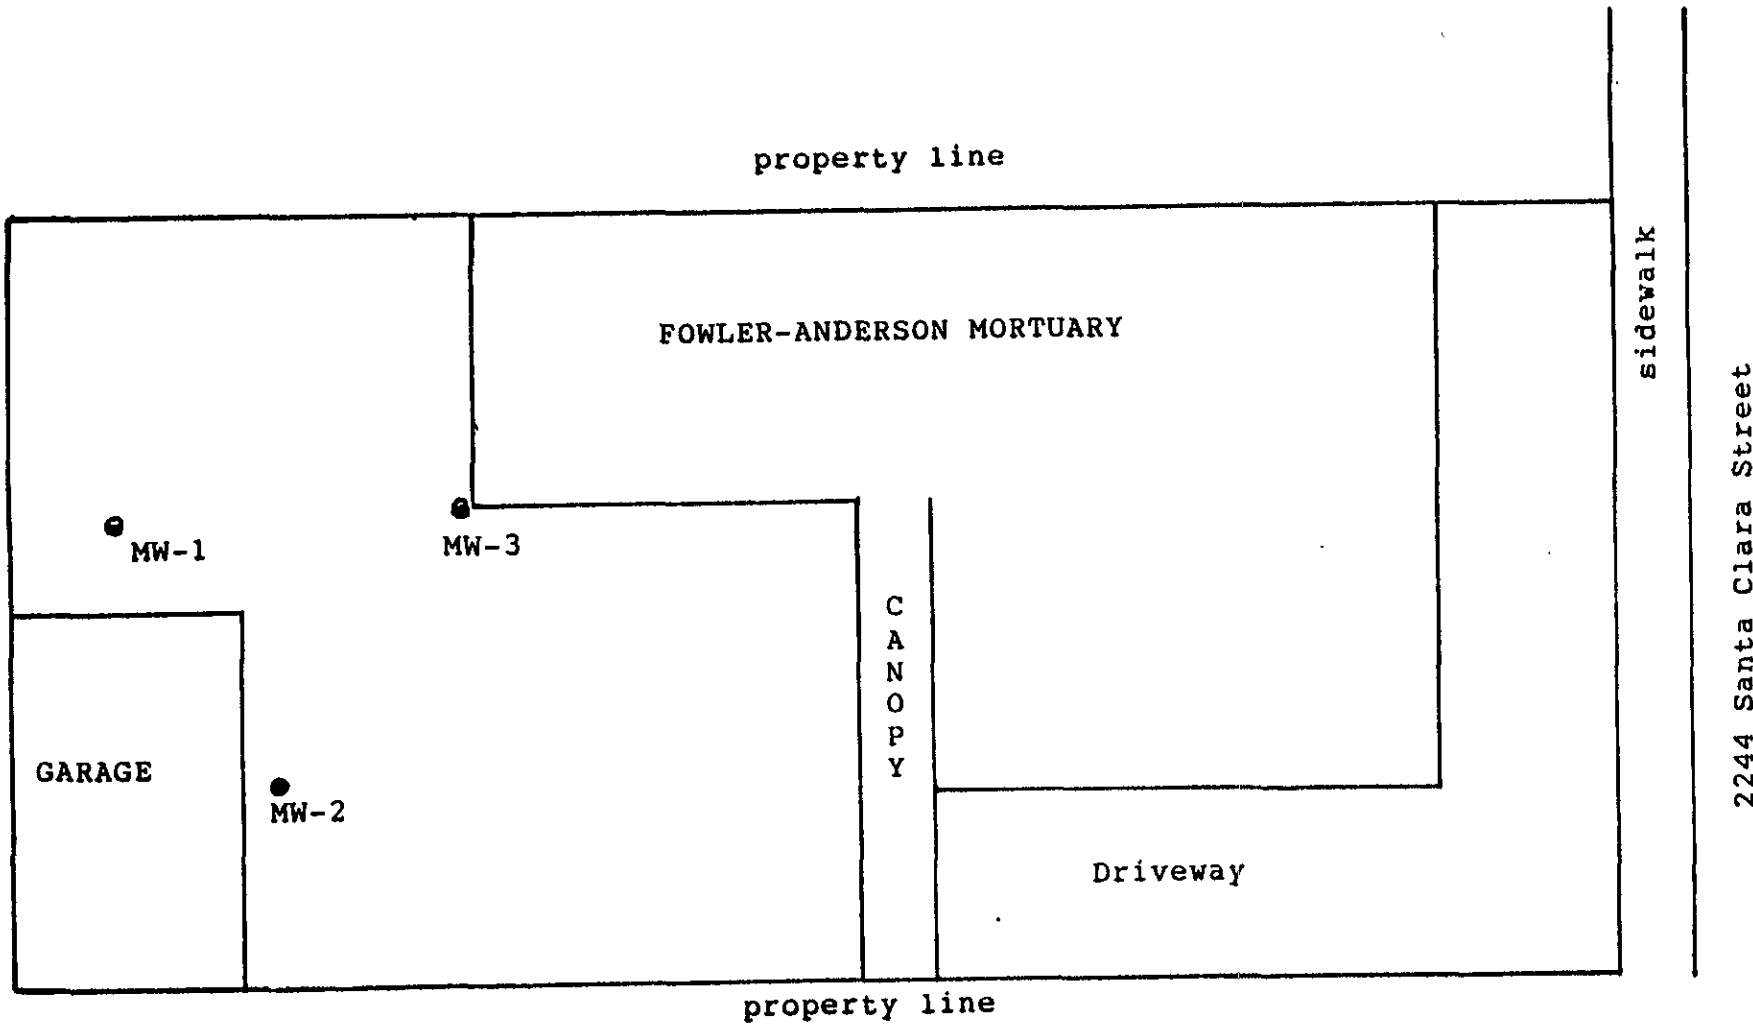 property line
sidewalk
FOWLER-ANDERSON MORTUARY
2244 Santa Clara Street
MW-1
MW-3
CANOPY
GARAGE
MW-2
Driveway
property line